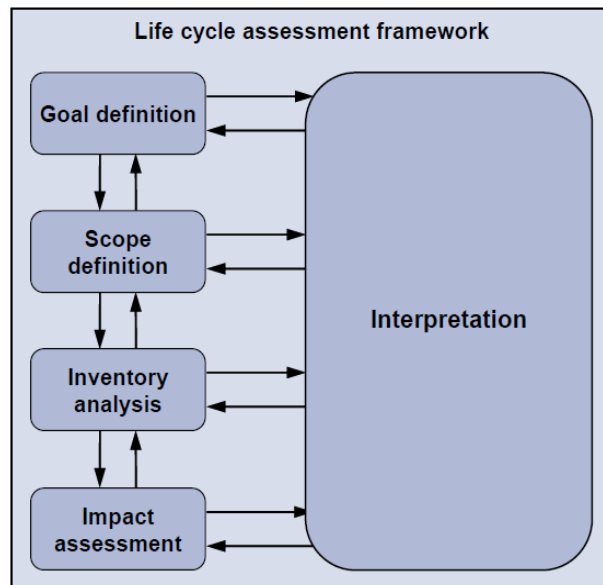 Life cycle assessment framework
Goal definition
Scope
definition
Inventory
analysis
Impact
assessment
Interpretation